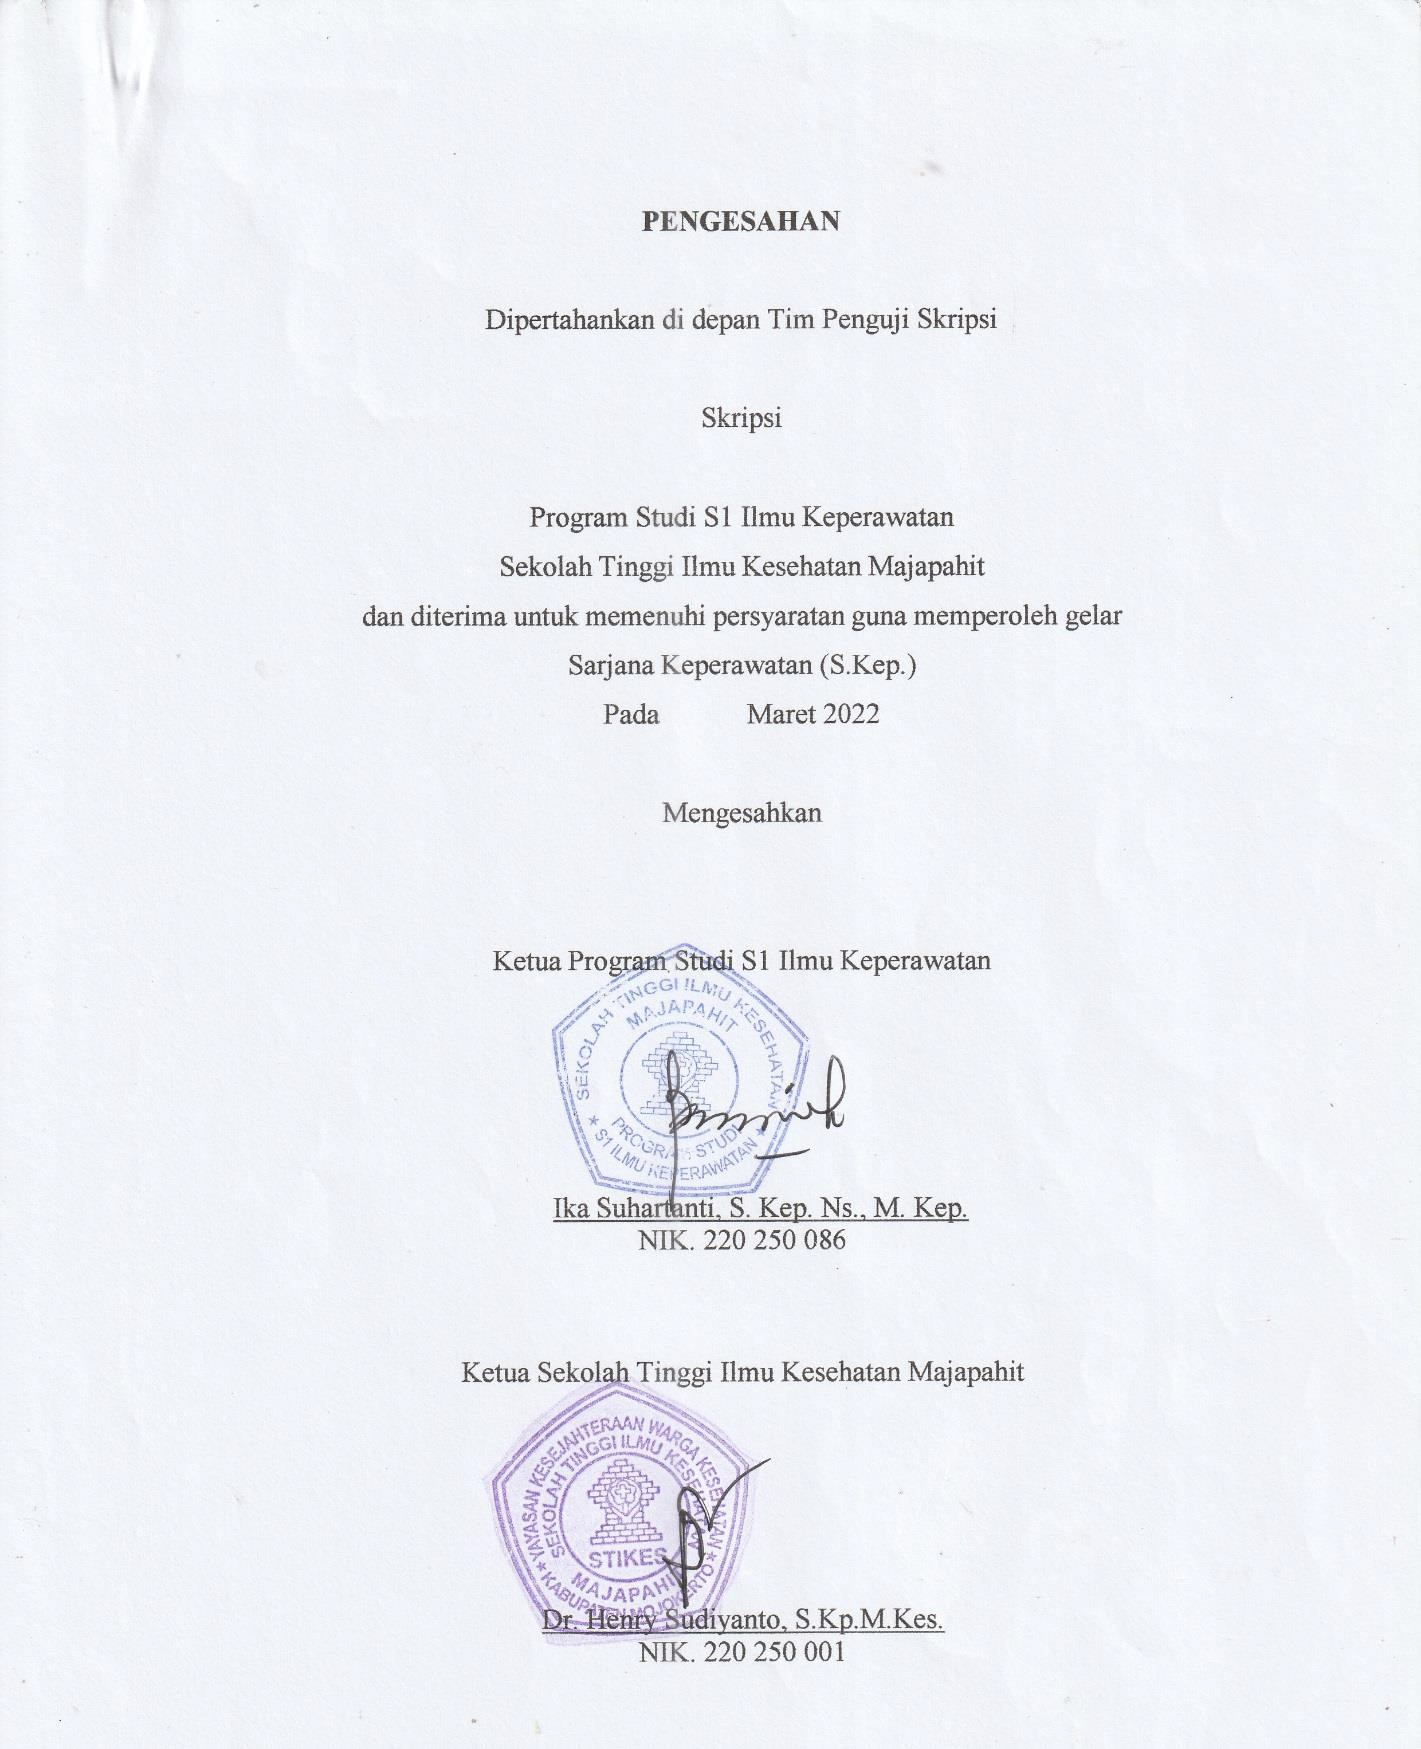 PENGESAHAN
Dipertahankan di depan Tim Penguji Skripsi
Skripsi
Program Studi S1 Ilmu Keperawatan
Sekolah Tinggi Ilmu Kesehatan Majapahit
dan diterima untuk memenuhi persyaratan guna memperoleh gelar
Sarjana Keperawatan (S.Kep.)
Pada Maret 2022
Mengesahkan
Ketua Program Studi S1 Ilmu Keperawatan
SEKOLAH TINGGI ILMU KESEHATAN
MAJAPAHIT
PROGRAM STUDI
★ S1 ILMU KEPERAWATAN ★
Ika Suhartanti, S. Kep. Ns., M. Kep.
NIK. 220 250 086
Ketua Sekolah Tinggi Ilmu Kesehatan Majapahit
YAYASAN KESEJAHTERAAN WARGA KESEHATAN
SEKOLAH TINGGI ILMU KESEHATAN
STIKES
MAJAPAHIT
★ KABUPATEN MOJOKERTO ★
Dr. Henry Sudiyanto, S.Kp.M.Kes.
NIK. 220 250 001